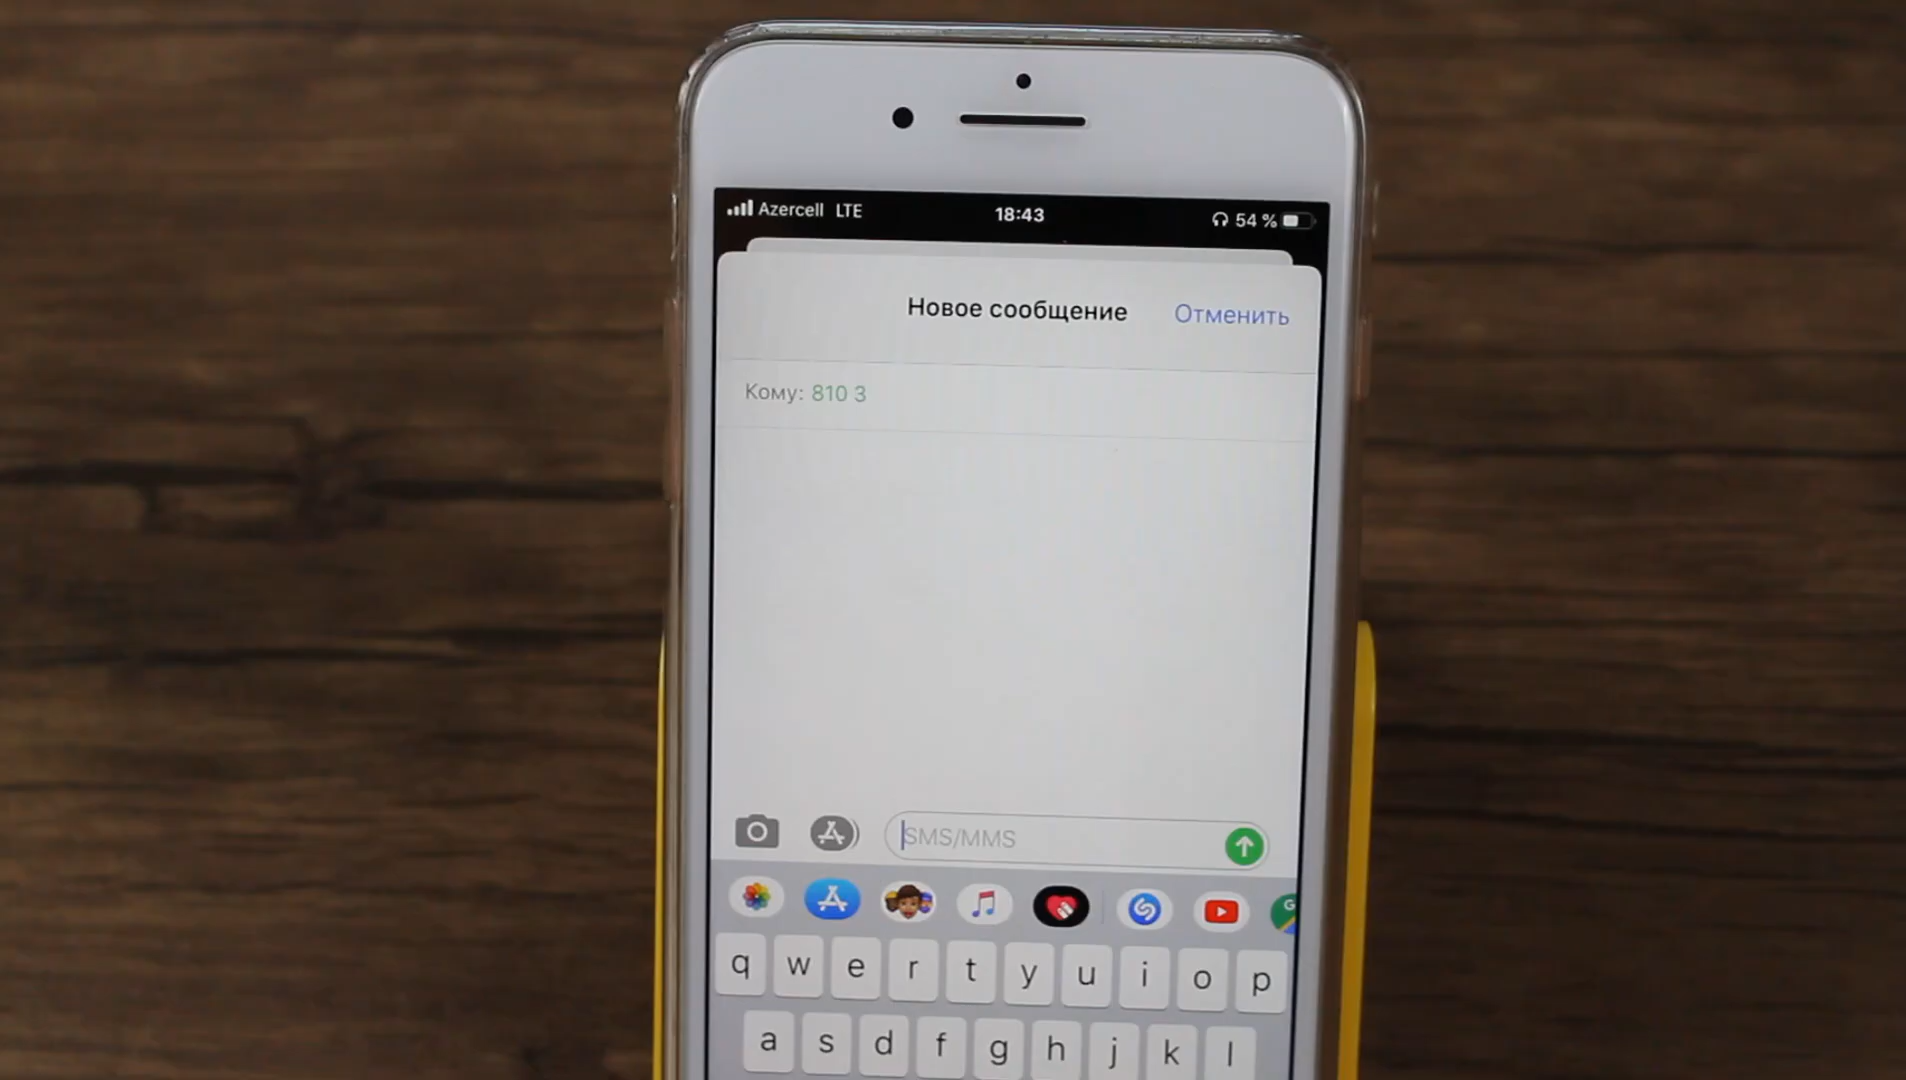 Azercell LTE 18:43 54 %
Новое сообщение Отменить
Кому: 810 3
SMS/MMS
q w e r t y u i o p
a s d f g h j k l